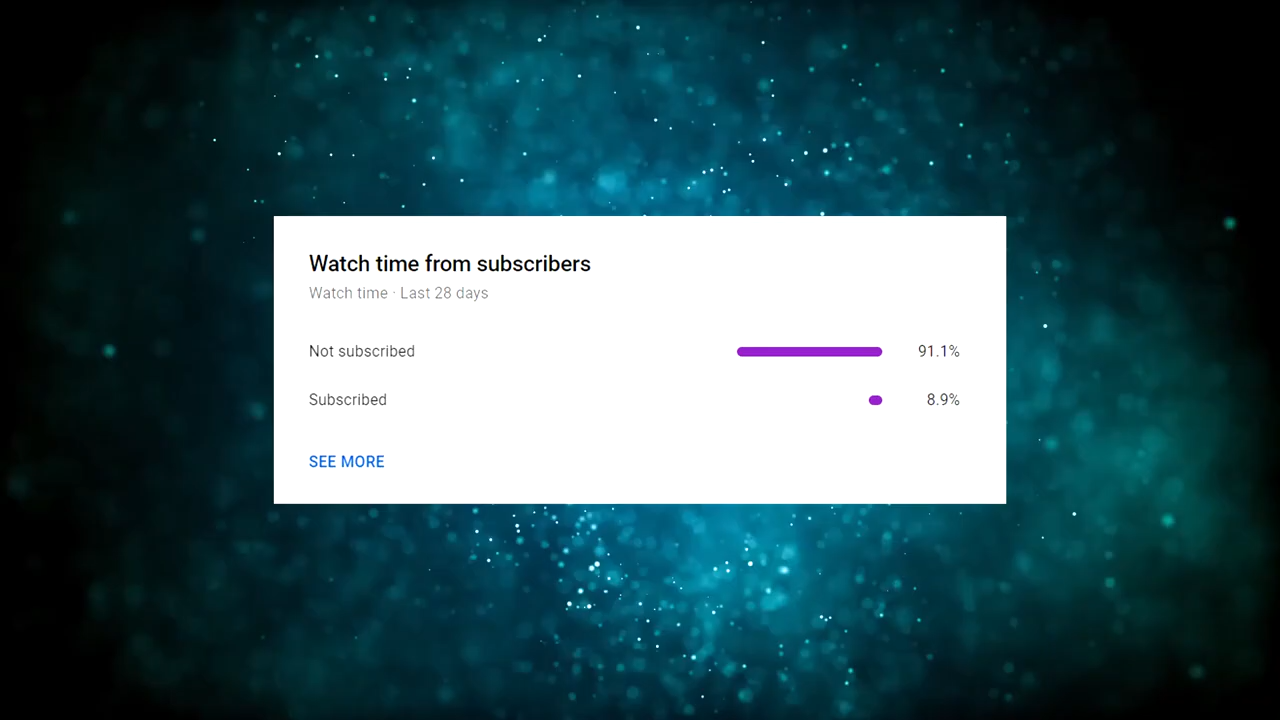 Watch time from subscribers
Watch time · Last 28 days
Not subscribed 91.1%
Subscribed 8.9%
SEE MORE